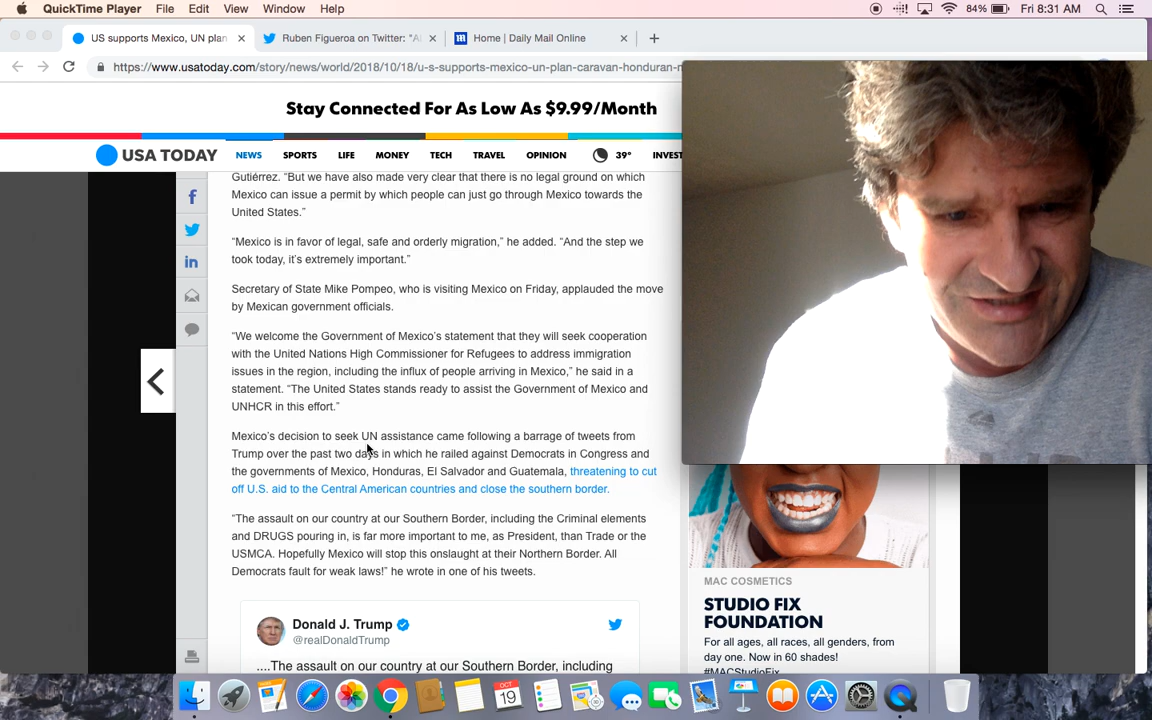 QuickTime Player File Edit View Window Help 84% Fri 8:31 AM
US supports Mexico, UN plan Ruben Figueroa on Twitter: "A Home | Daily Mail Online
https://www.usatoday.com/story/news/world/2018/10/18/u-s-supports-mexico-un-plan-caravan-honduran-m
Stay Connected For As Low As $9.99/Month
USA TODAY NEWS SPORTS LIFE MONEY TECH TRAVEL OPINION 39° INVEST
Gutiérrez. “But we have also made very clear that there is no legal ground on which
Mexico can issue a permit by which people can just go through Mexico towards the
United States.”
“Mexico is in favor of legal, safe and orderly migration,” he added. “And the step we
took today, it’s extremely important.”
Secretary of State Mike Pompeo, who is visiting Mexico on Friday, applauded the move
by Mexican government officials.
“We welcome the Government of Mexico’s statement that they will seek cooperation
with the United Nations High Commissioner for Refugees to address immigration
issues in the region, including the influx of people arriving in Mexico,” he said in a
statement. “The United States stands ready to assist the Government of Mexico and
UNHCR in this effort.”
Mexico’s decision to seek UN assistance came following a barrage of tweets from
Trump over the past two days in which he railed against Democrats in Congress and
the governments of Mexico, Honduras, El Salvador and Guatemala, threatening to cut
off U.S. aid to the Central American countries and close the southern border.
“The assault on our country at our Southern Border, including the Criminal elements
and DRUGS pouring in, is far more important to me, as President, than Trade or the
USMCA. Hopefully Mexico will stop this onslaught at their Northern Border. All
Democrats fault for weak laws!” he wrote in one of his tweets.
Donald J. Trump
@realDonaldTrump
....The assault on our country at our Southern Border, including
MAC COSMETICS
STUDIO FIX
FOUNDATION
For all ages, all races, all genders, from
day one. Now in 60 shades!
#MACStudioFix
OCT
19